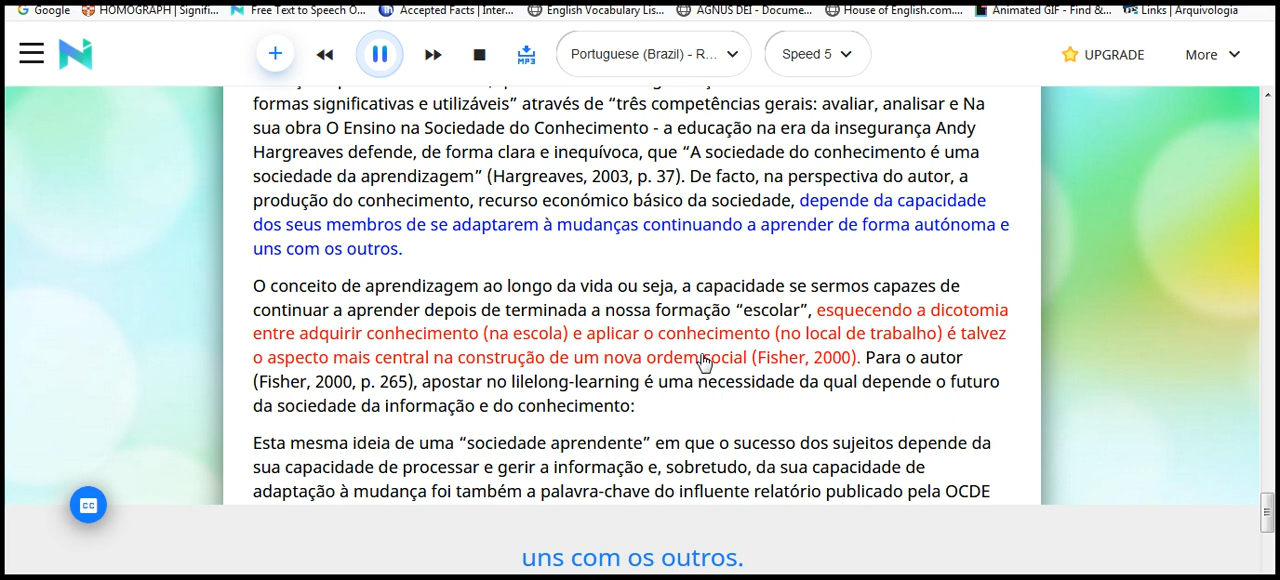 Google HOMOGRAPH | Signifi... Free Text to Speech O... Accepted Facts | Inter... English Vocabulary Lis... AGNUS DEI - Docume... House of English.com.... Animated GIF - Find &... Links | Arquivologia
MP3 Portuguese (Brazil) - R... Speed 5 UPGRADE More
formas significativas e utilizáveis” através de “três competências gerais: avaliar, analisar e Na
sua obra O Ensino na Sociedade do Conhecimento - a educação na era da insegurança Andy
Hargreaves defende, de forma clara e inequívoca, que “A sociedade do conhecimento é uma
sociedade da aprendizagem” (Hargreaves, 2003, p. 37). De facto, na perspectiva do autor, a
produção do conhecimento, recurso económico básico da sociedade, depende da capacidade
dos seus membros de se adaptarem à mudanças continuando a aprender de forma autónoma e
uns com os outros.
O conceito de aprendizagem ao longo da vida ou seja, a capacidade se sermos capazes de
continuar a aprender depois de terminada a nossa formação “escolar”, esquecendo a dicotomia
entre adquirir conhecimento (na escola) e aplicar o conhecimento (no local de trabalho) é talvez
o aspecto mais central na construção de um nova ordem social (Fisher, 2000). Para o autor
(Fisher, 2000, p. 265), apostar no lilelong-learning é uma necessidade da qual depende o futuro
da sociedade da informação e do conhecimento:
Esta mesma ideia de uma “sociedade aprendente” em que o sucesso dos sujeitos depende da
sua capacidade de processar e gerir a informação e, sobretudo, da sua capacidade de
adaptação à mudança foi também a palavra-chave do influente relatório publicado pela OCDE
CC
uns com os outros.